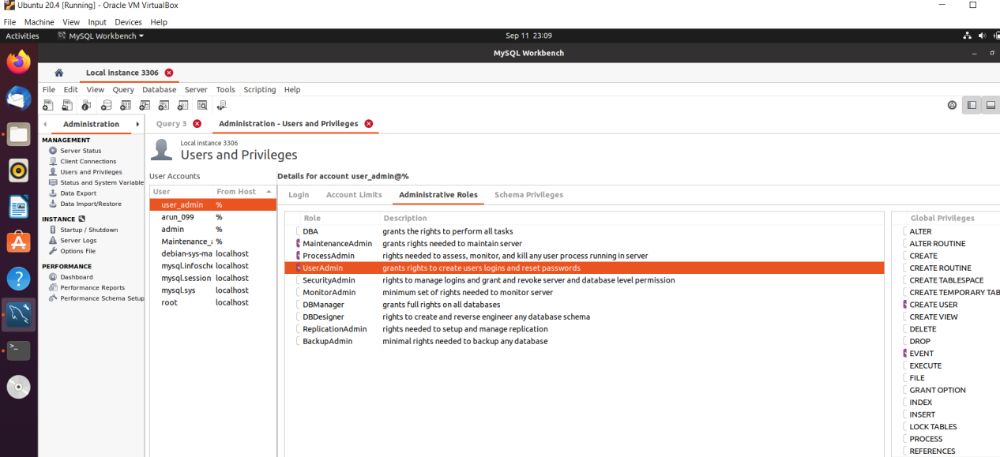 Ubuntu 20.4 [Running] - Oracle VM VirtualBox
File Machine View Input Devices Help
Activities MySQL Workbench Sep 11 23:09
MySQL Workbench
Local instance 3306
File Edit View Query Database Server Tools Scripting Help
Administration Query 3 Administration - Users and Privileges
MANAGEMENT
Server Status
Client Connections
Users and Privileges
Status and System Variable
Data Export
Data Import/Restore
INSTANCE
Startup / Shutdown
Server Logs
Options File
PERFORMANCE
Dashboard
Performance Reports
Performance Schema Setup
Local instance 3306
Users and Privileges
User Accounts
User From Host
user_admin %
arun_099 %
admin %
Maintenance_ %
debian-sys-ma localhost
mysql.infosche localhost
mysql.session localhost
mysql.sys localhost
root localhost
Details for account user_admin@%
Login Account Limits Administrative Roles Schema Privileges
Role Description
DBA grants the rights to perform all tasks
MaintenanceAdmin grants rights needed to maintain server
ProcessAdmin rights needed to assess, monitor, and kill any user process running in server
UserAdmin grants rights to create users logins and reset passwords
SecurityAdmin rights to manage logins and grant and revoke server and database level permission
MonitorAdmin minimum set of rights needed to monitor server
DBManager grants full rights on all databases
DBDesigner rights to create and reverse engineer any database schema
ReplicationAdmin rights needed to setup and manage replication
BackupAdmin minimal rights needed to backup any database
Global Privileges
ALTER
ALTER ROUTINE
CREATE
CREATE ROUTINE
CREATE TABLESPACE
CREATE TEMPORARY TAB
CREATE USER
CREATE VIEW
DELETE
DROP
EVENT
EXECUTE
FILE
GRANT OPTION
INDEX
INSERT
LOCK TABLES
PROCESS
REFERENCES